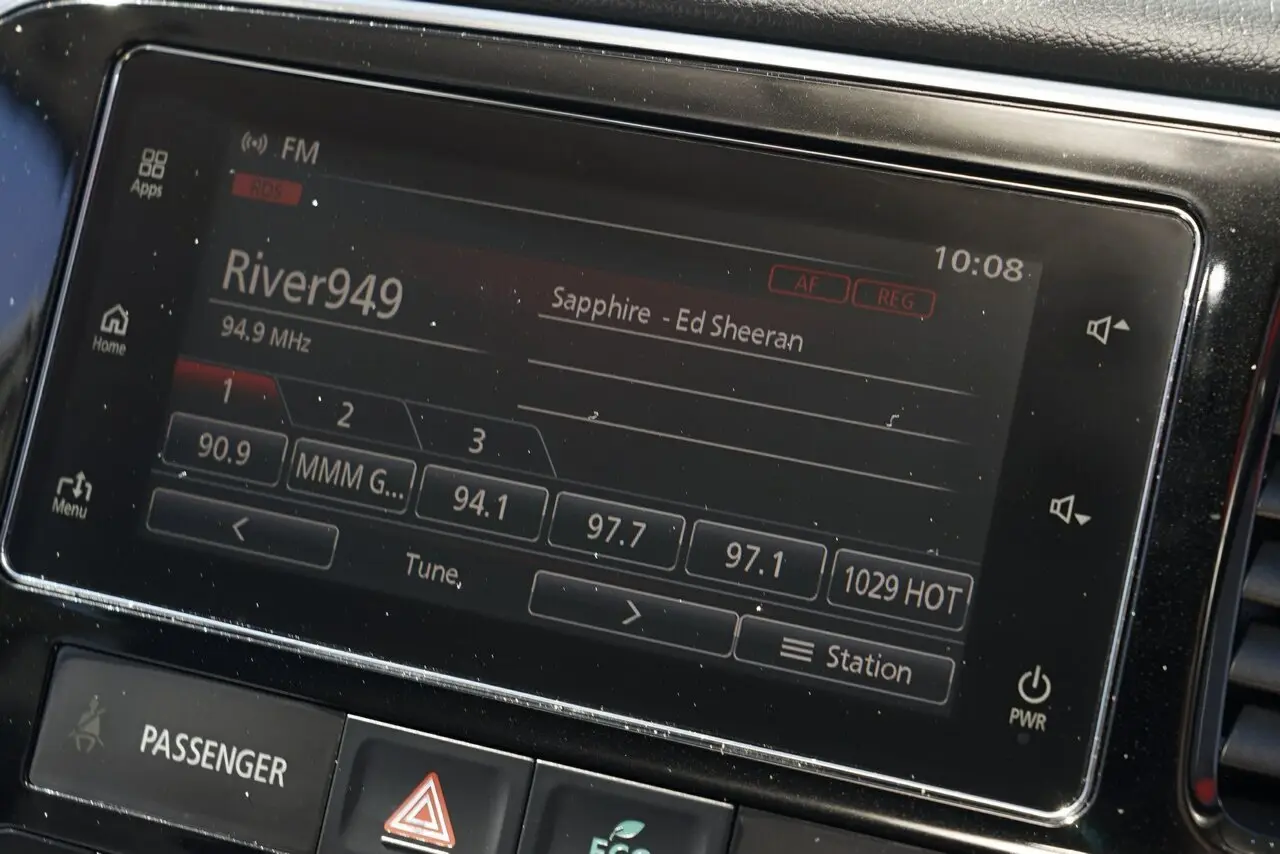 FM
RDS
10:08
Apps
River949
AF
REG
Sapphire - Ed Sheeran
94.9 MHz
Home
1
2
3
90.9
MMM G...
94.1
97.7
97.1
1029 HOT
Menu
<
Tune
>
Station
PWR
PASSENGER
ECO